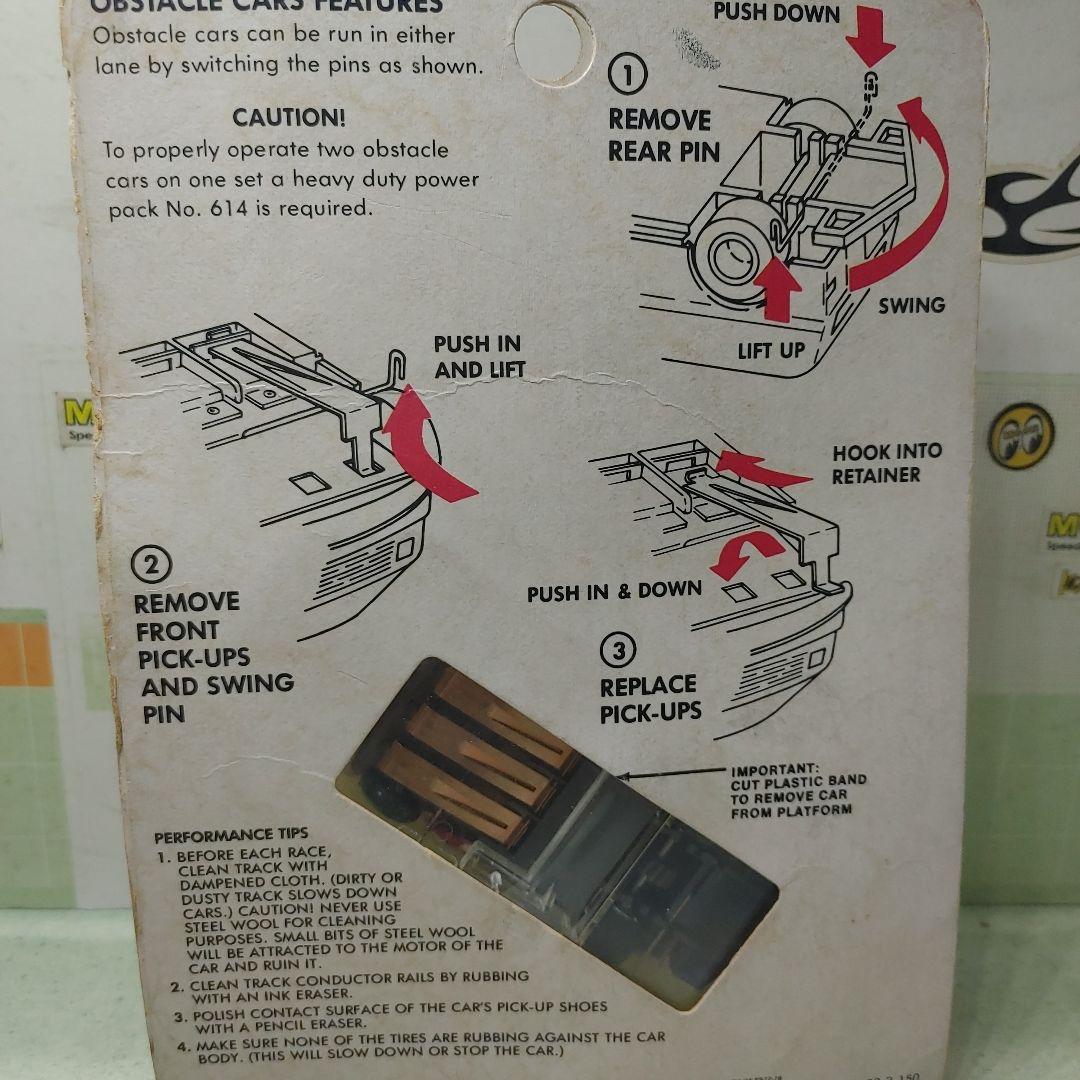 OBSTACLE CARS FEATURES
Obstacle cars can be run in either
lane by switching the pins as shown.
CAUTION!
To properly operate two obstacle
cars on one set a heavy duty power
pack No. 614 is required.
PUSH DOWN
1
REMOVE
REAR PIN
SWING
LIFT UP
PUSH IN
AND LIFT
2
REMOVE
FRONT
PICK-UPS
AND SWING
PIN
HOOK INTO
RETAINER
PUSH IN & DOWN
3
REPLACE
PICK-UPS
IMPORTANT:
CUT PLASTIC BAND
TO REMOVE CAR
FROM PLATFORM
PERFORMANCE TIPS
1. BEFORE EACH RACE,
CLEAN TRACK WITH
DAMPENED CLOTH. (DIRTY OR
DUSTY TRACK SLOWS DOWN
CARS.) CAUTION! NEVER USE
STEEL WOOL FOR CLEANING
PURPOSES. SMALL BITS OF STEEL WOOL
WILL BE ATTRACTED TO THE MOTOR OF THE
CAR AND RUIN IT.
2. CLEAN TRACK CONDUCTOR RAILS BY RUBBING
WITH AN INK ERASER.
3. POLISH CONTACT SURFACE OF THE CAR'S PICK-UP SHOES
WITH A PENCIL ERASER.
4. MAKE SURE NONE OF THE TIRES ARE RUBBING AGAINST THE CAR
BODY. (THIS WILL SLOW DOWN OR STOP THE CAR.)